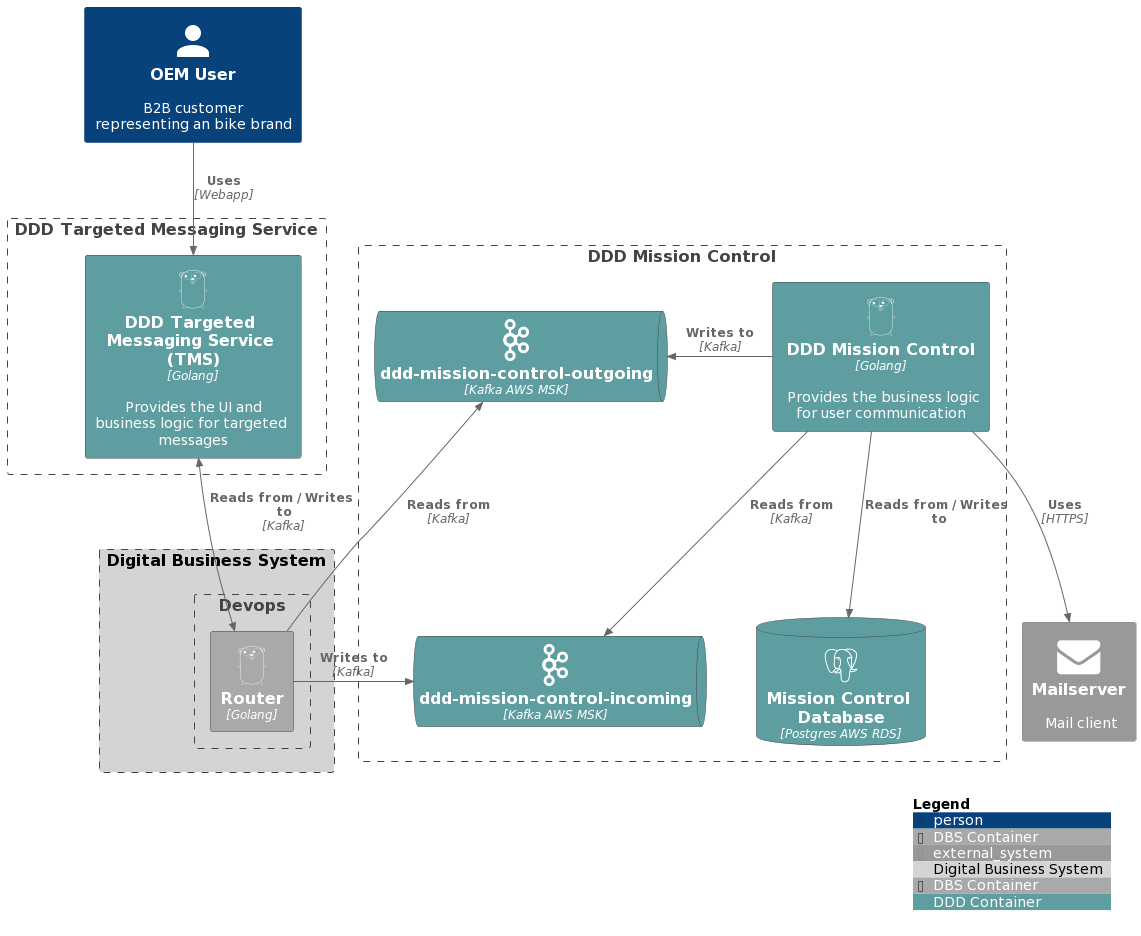 OEM User
B2B customer
representing an bike brand
Uses
[Webapp]
DDD Targeted Messaging Service
DDD Targeted
Messaging Service
(TMS)
[Golang]
Provides the UI and
business logic for targeted
messages
DDD Mission Control
ddd-mission-control-outgoing
[Kafka AWS MSK]
Writes to
[Kafka]
DDD Mission Control
[Golang]
Provides the business logic
for user communication
Reads from / Writes
to
[Kafka]
Reads from
[Kafka]
Reads from
[Kafka]
Reads from / Writes
to
Uses
[HTTPS]
Digital Business System
Devops
Router
[Golang]
Writes to
[Kafka]
ddd-mission-control-incoming
[Kafka AWS MSK]
Mission Control
Database
[Postgres AWS RDS]
Mailserver
Mail client
Legend
person
DBS Container
external_system
Digital Business System
DBS Container
DDD Container